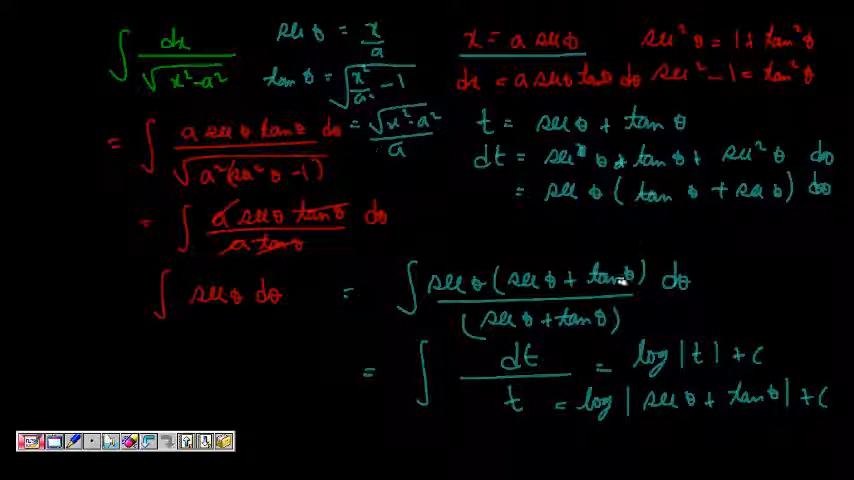 ∫ dx / √(x²-a²)
sec θ = x/a
tan θ = √(x²/a² - 1)
= √(x²-a²) / a
x = a sec θ
sec²θ = 1 + tan²θ
dx = a sec θ tan θ dθ
sec² - 1 = tan²θ
= ∫ a sec θ tan θ dθ / √(a²(sec²θ - 1))
t = sec θ + tan θ
dt = sec θ tan θ + sec² θ dθ
= sec θ ( tan θ + sec θ ) dθ
= ∫ a sec θ tan θ / a tan θ dθ
∫ sec θ dθ = ∫ sec θ (sec θ + tan θ) / (sec θ + tan θ) dθ
= ∫ dt / t = log |t| + c
= log | sec θ + tan θ | + c